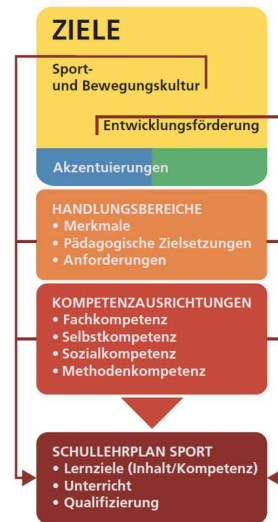 ZIELE
Sport-
und Bewegungskultur
Entwicklungsförderung
Akzentuierungen
HANDLUNGSBEREICHE
• Merkmale
• Pädagogische Zielsetzungen
• Anforderungen
KOMPETENZAUSRICHTUNGEN
• Fachkompetenz
• Selbstkompetenz
• Sozialkompetenz
• Methodenkompetenz
SCHULLEHRPLAN SPORT
• Lernziele (Inhalt/Kompetenz)
• Unterricht
• Qualifizierung